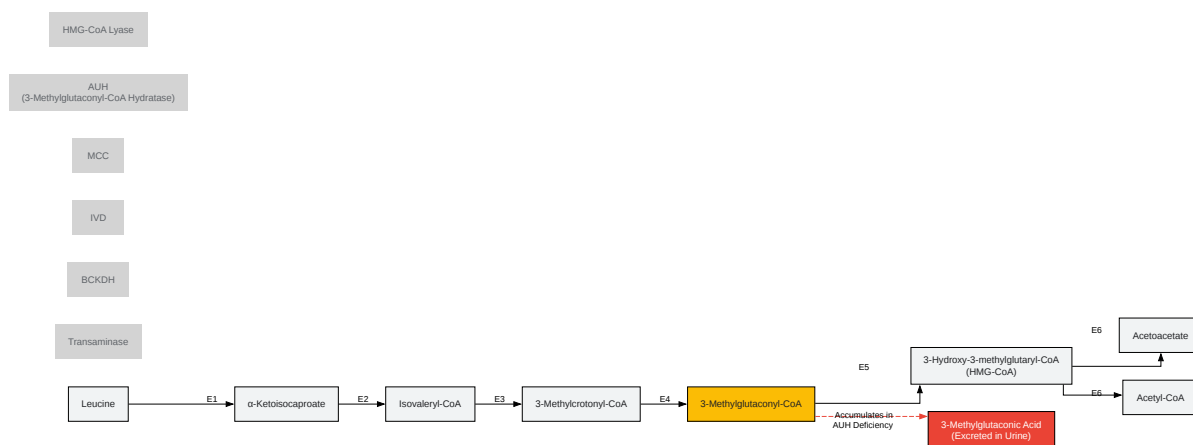 HMG-CoA Lyase
AUH
(3-Methylglutaconyl-CoA Hydratase)
MCC
IVD
BCKDH
Transaminase
Leucine
E1
α-Ketoisocaproate
E2
Isovaleryl-CoA
E3
3-Methylcrotonyl-CoA
E4
3-Methylglutaconyl-CoA
E5
3-Hydroxy-3-methylglutaryl-CoA
(HMG-CoA)
E6
Acetoacetate
E6
Acetyl-CoA
Accumulates in
AUH Deficiency
3-Methylglutaconic Acid
(Excreted in Urine)